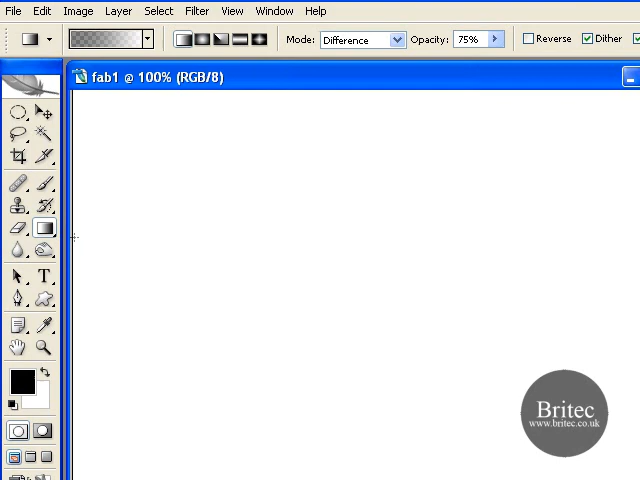 File Edit Image Layer Select Filter View Window Help
Mode: Difference Opacity: 75% Reverse Dither
fab1 @ 100% (RGB/8)
T
Britec
www.britec.co.uk